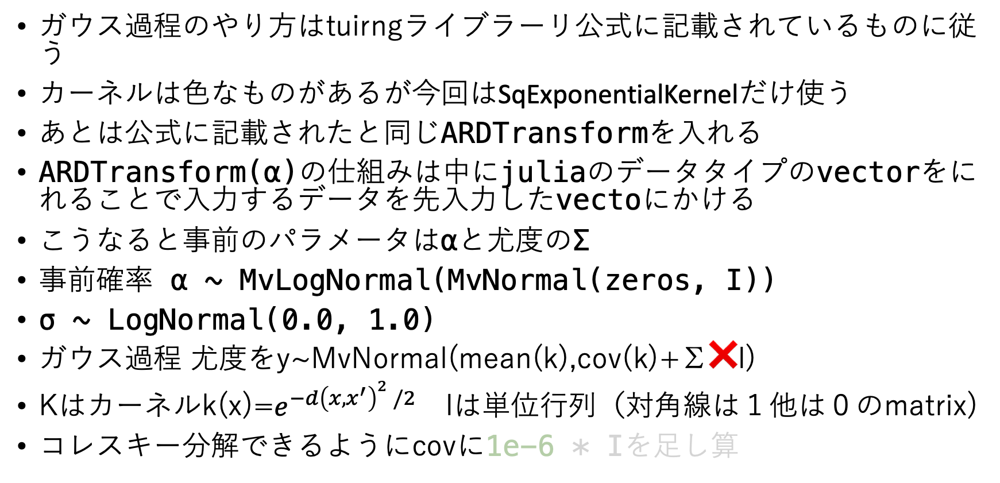 • ガウス過程のやり方はtuirngライブラーリ公式に記載されているものに従
う
• カーネルは色なものがあるが今回はSqExponentialKernelだけ使う
• あとは公式に記載されたと同じARDTransformを入れる
• ARDTransform(α)の仕組みは中にjuliaのデータタイプのvectorをに
れることで入力するデータを先入力したvectoにかける
• こうなると事前のパラメータはαと尤度のΣ
• 事前確率 α ~ MvLogNormal(MvNormal(zeros, I))
• σ ~ LogNormal(0.0, 1.0)
• ガウス過程 尤度をy~MvNormal(mean(k),cov(k)+Σ❌I)
• Kはカーネルk(x)=e^{-d(x,x′)^2/2} Iは単位行列（対角線は１他は０のmatrix）
• コレスキー分解できるようにcovに1e-6 * Iを足し算